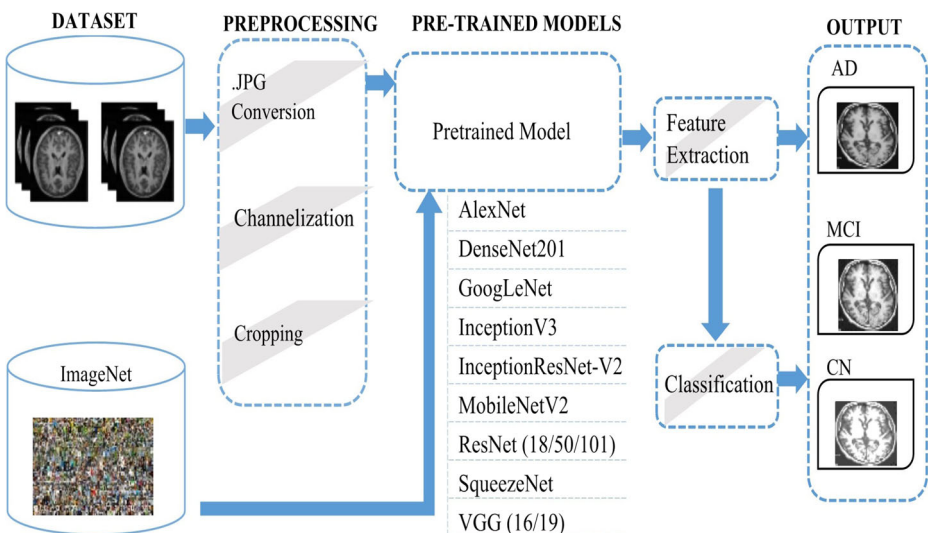 DATASET
PREPROCESSING
PRE-TRAINED MODELS
OUTPUT
.JPG
Conversion
Channelization
Cropping
ImageNet
Pretrained Model
AlexNet
DenseNet201
GoogLeNet
InceptionV3
InceptionResNet-V2
MobileNetV2
ResNet (18/50/101)
SqueezeNet
VGG (16/19)
Feature
Extraction
Classification
AD
MCI
CN